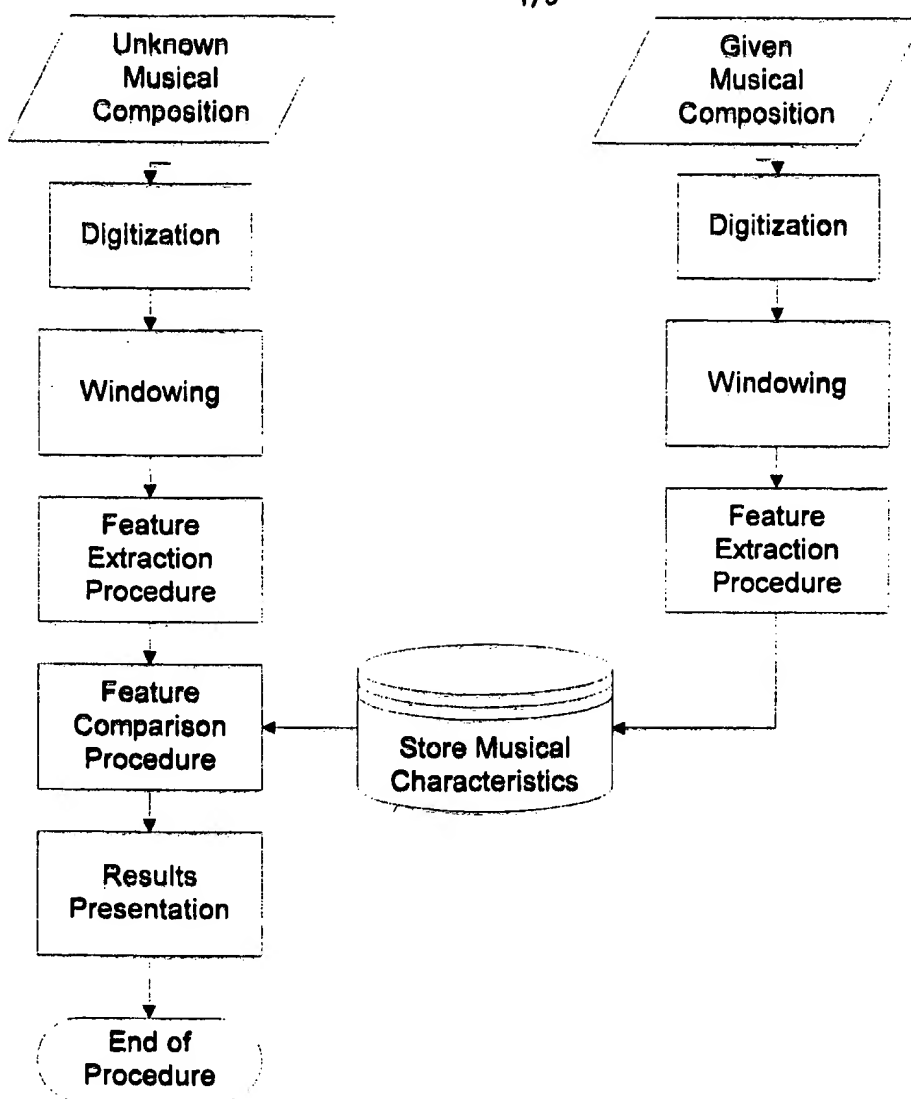 Unknown
Musical
Composition
Digitization
Windowing
Feature
Extraction
Procedure
Feature
Comparison
Procedure
Results
Presentation
End of
Procedure
Given
Musical
Composition
Digitization
Windowing
Feature
Extraction
Procedure
Store Musical
Characteristics